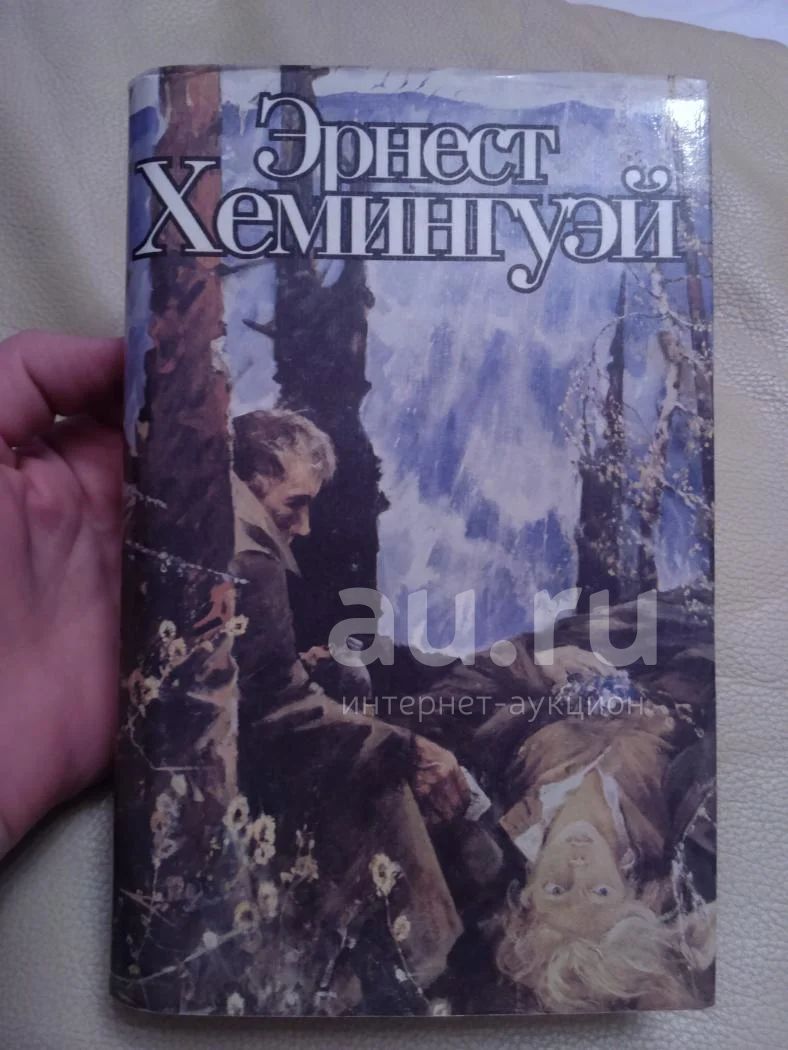 Эрнест
Хемингуэй
au.ru
интернет-аукцион